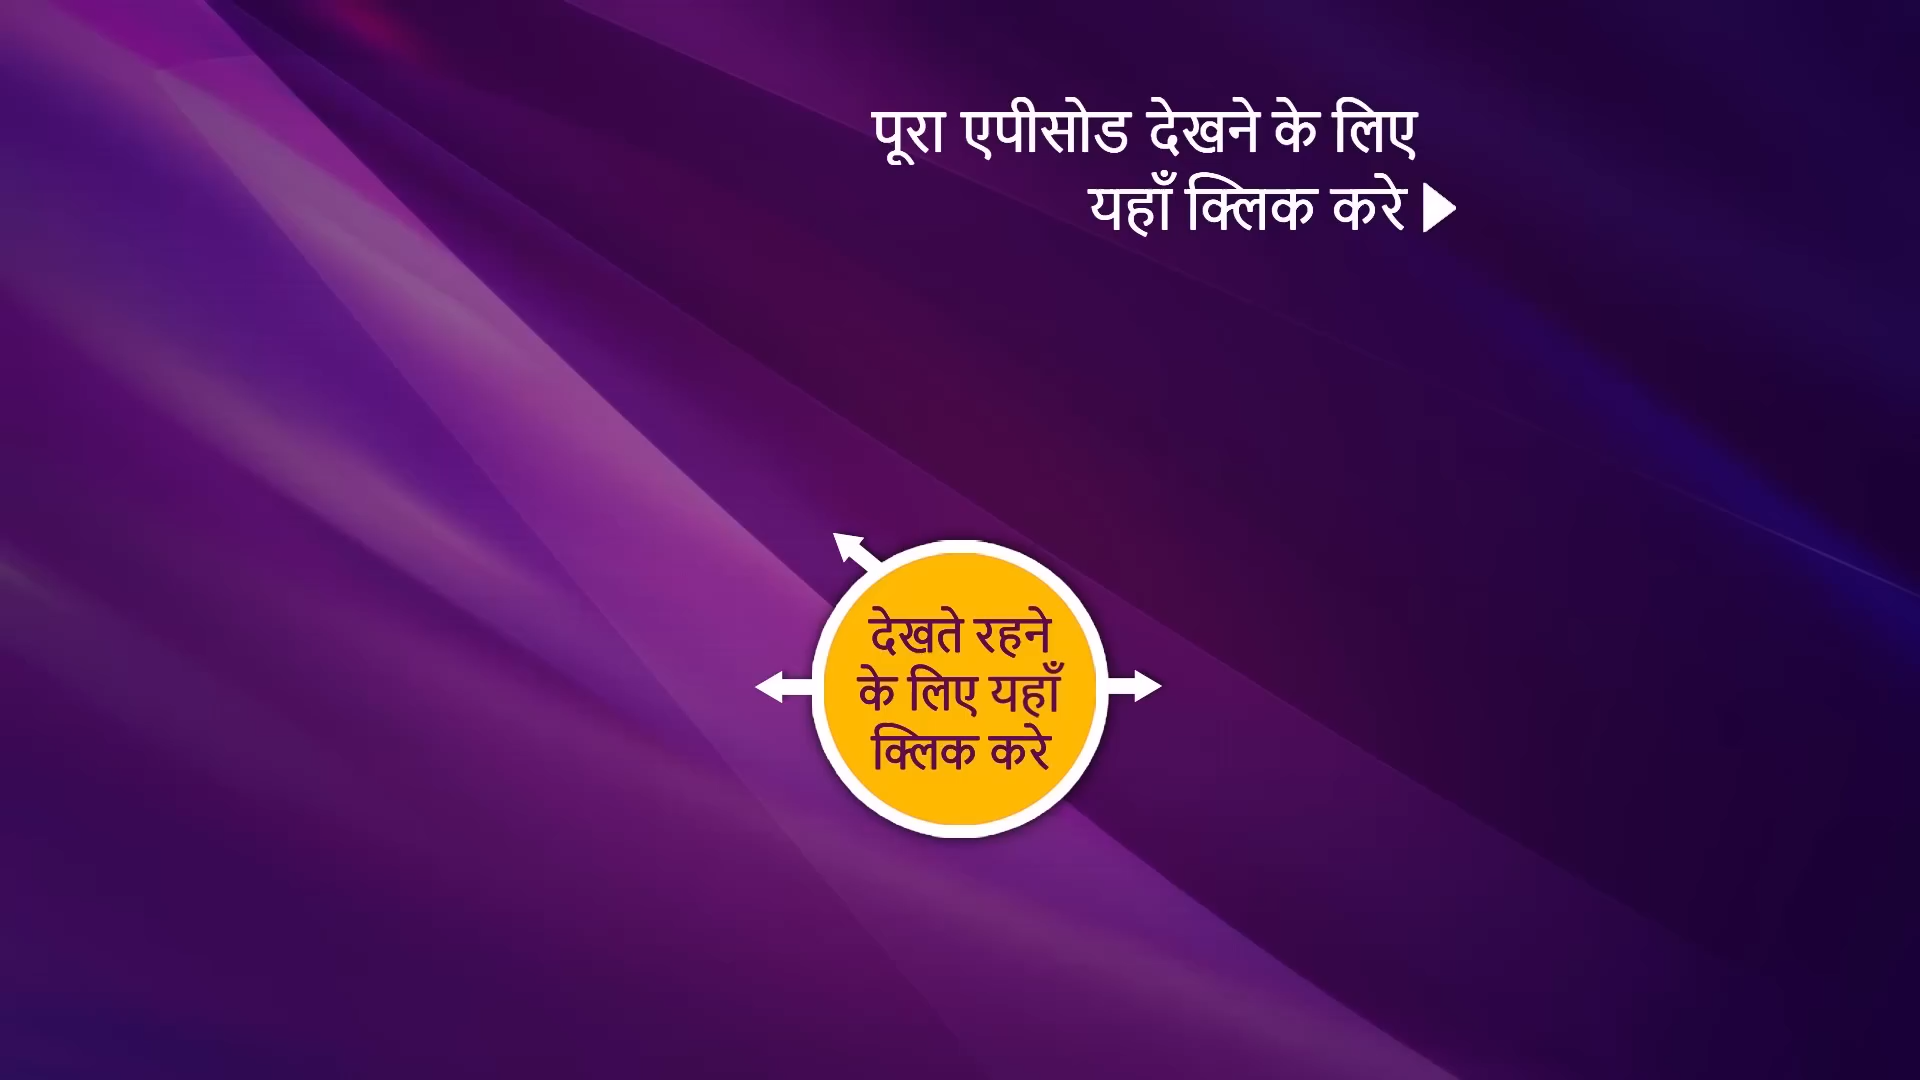 पूरा एपीसोड देखने के लिए
यहाँ क्लिक करे
देखते रहने
के लिए यहाँ
क्लिक करे